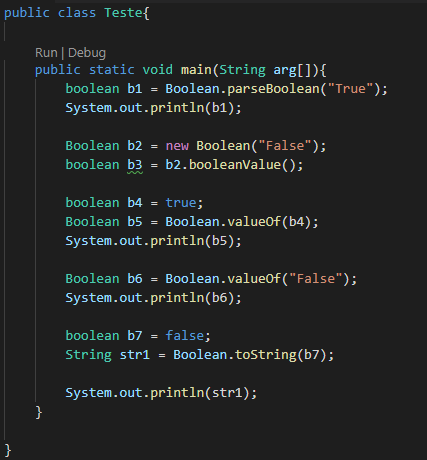 public class Teste{
Run | Debug
public static void main(String arg[]){
boolean b1 = Boolean.parseBoolean("True");
System.out.println(b1);
Boolean b2 = new Boolean("False");
boolean b3 = b2.booleanValue();
boolean b4 = true;
Boolean b5 = Boolean.valueOf(b4);
System.out.println(b5);
Boolean b6 = Boolean.valueOf("False");
System.out.println(b6);
boolean b7 = false;
String str1 = Boolean.toString(b7);
System.out.println(str1);
}
}